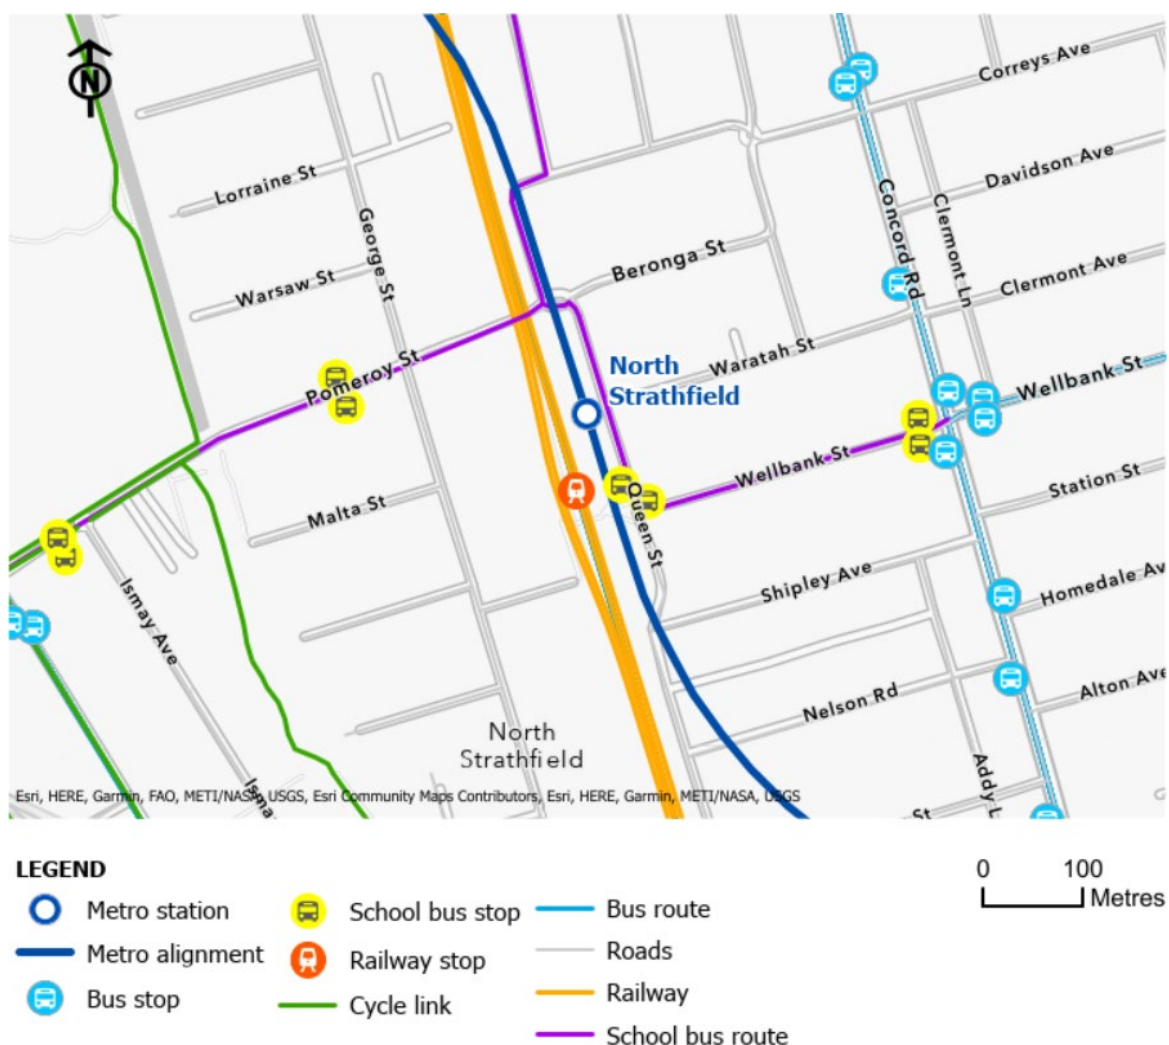 N
Correys Ave
Davidson Ave
Lorraine St
Concord Rd
Clermont Ln
George St
Beronga St
Clermont Ave
Warsaw St
North
Strathfield
Waratah St
Pomeroy St
Wellbank St
Wellbank St
Queen St
Station St
Malta St
Shipley Ave
Homedale Av
Ismay Ave
Nelson Rd
Alton Ave
North
Strathfield
Addy L
Isma
St
Esri, HERE, Garmin, FAO, METI/NASA, USGS, Esri Community Maps Contributors, Esri, HERE, Garmin, METI/NASA, USGS
LEGEND
Metro station
Metro alignment
Bus stop
School bus stop
Railway stop
Cycle link
Bus route
Roads
Railway
School bus route
0 100
Metres